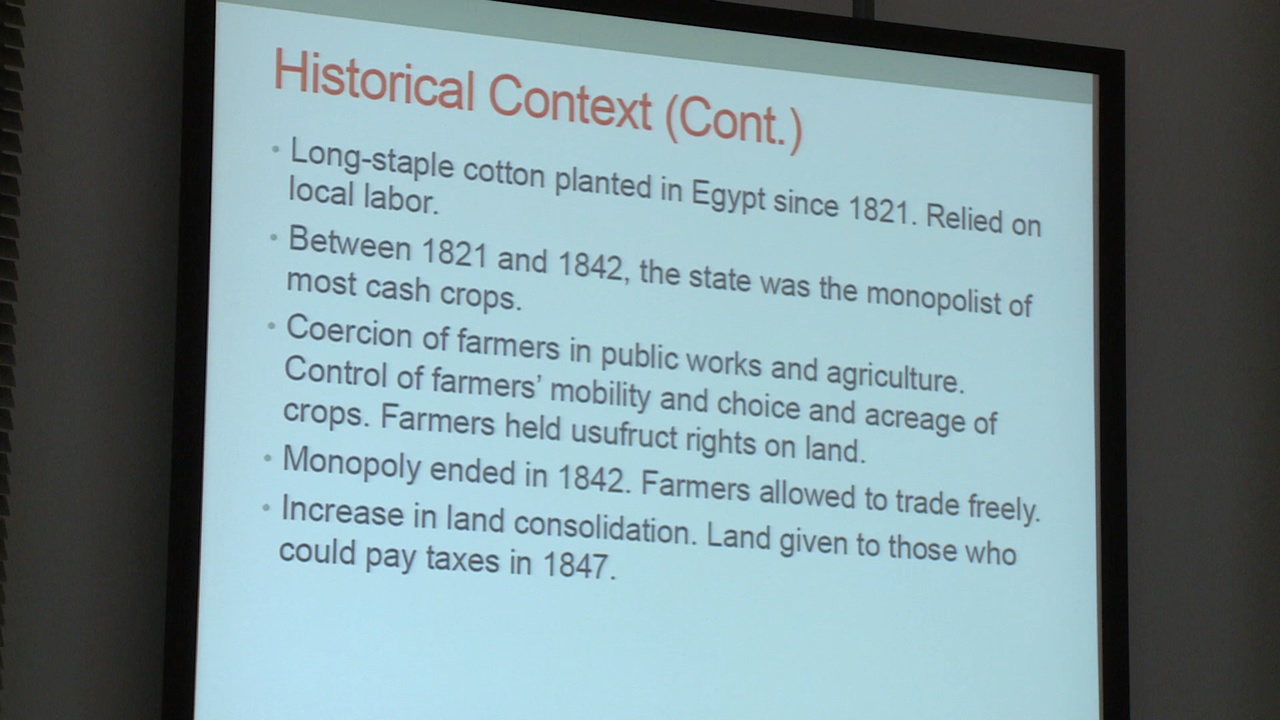 Historical Context (Cont.)
• Long-staple cotton planted in Egypt since 1821. Relied on
local labor.
• Between 1821 and 1842, the state was the monopolist of
most cash crops.
• Coercion of farmers in public works and agriculture.
Control of farmers’ mobility and choice and acreage of
crops. Farmers held usufruct rights on land.
• Monopoly ended in 1842. Farmers allowed to trade freely.
• Increase in land consolidation. Land given to those who
could pay taxes in 1847.